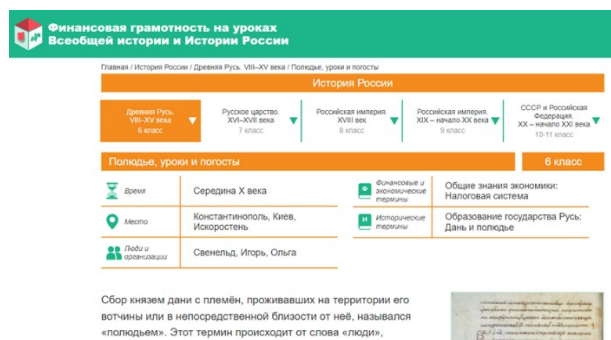 Финансовая грамотность на уроках
Всеобщей истории и Истории России
Главная / История России / Древняя Русь. VIII–XV века / Полюдье, уроки и погосты
История России
Древняя Русь.
VIII–XV века
6 класс
Русское царство.
XVI–XVII века
7 класс
Российская империя.
XVIII век
8 класс
Российская империя.
XIX – начало XX века
9 класс
СССР и Российская
Федерация.
XX – начало XXI века
10-11 класс
Полюдье, уроки и погосты
6 класс
Время
Середина X века
Место
Константинополь, Киев,
Искоростень
Люди и
организации
Свенельд, Игорь, Ольга
Финансовые и
экономические
термины
Общие знания экономики:
Налоговая система
И
Исторические
термины
Образование государства Русь:
Дань и полюдье
Сбор князем дани с племён, проживавших на территории его
вотчины или в непосредственной близости от неё, назывался
«полюдьем». Этот термин происходит от слова «люди»,